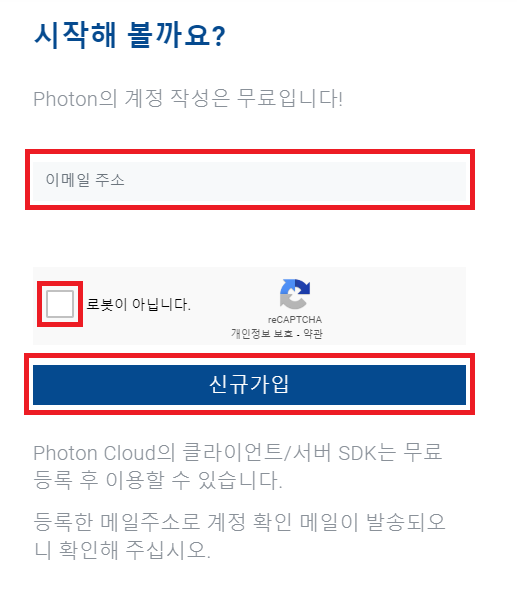 시작해 볼까요?
Photon의 계정 작성은 무료입니다!
이메일 주소
로봇이 아닙니다.
reCAPTCHA
개인정보 보호 - 약관
신규가입
Photon Cloud의 클라이언트/서버 SDK는 무료
등록 후 이용할 수 있습니다.
등록한 메일주소로 계정 확인 메일이 발송되오
니 확인해 주십시오.